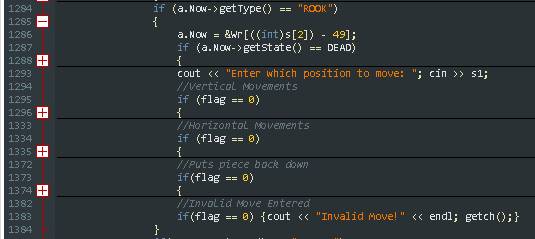 1284 if (a.Now->getType() == "ROOK")
1285 {
1286 a.Now = &Wr[((int)s[2]) - 49];
1287 if (a.Now->getState() == DEAD)
1288 {
1293 cout << "Enter which position to move: "; cin >> s1;
1294 //Vertical Movements
1295 if (flag == 0)
1296 {
1333 //Horizontal Movements
1334 if (flag == 0)
1335 {
1372 //Puts piece back down
1373 if(flag == 0)
1374 {
1382 //Invalid Move Entered
1383 if(flag == 0) {cout << "Invalid Move!" << endl; getch();}
1384 }